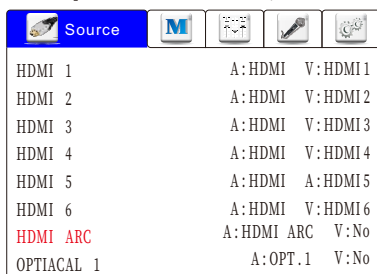 Source M
HDMI 1 A:HDMI V:HDMI1
HDMI 2 A:HDMI V:HDMI2
HDMI 3 A:HDMI V:HDMI3
HDMI 4 A:HDMI V:HDMI4
HDMI 5 A:HDMI A:HDMI5
HDMI 6 A:HDMI V:HDMI6
HDMI ARC A:HDMI ARC V:No
OPTIACAL 1 A:OPT.1 V:No